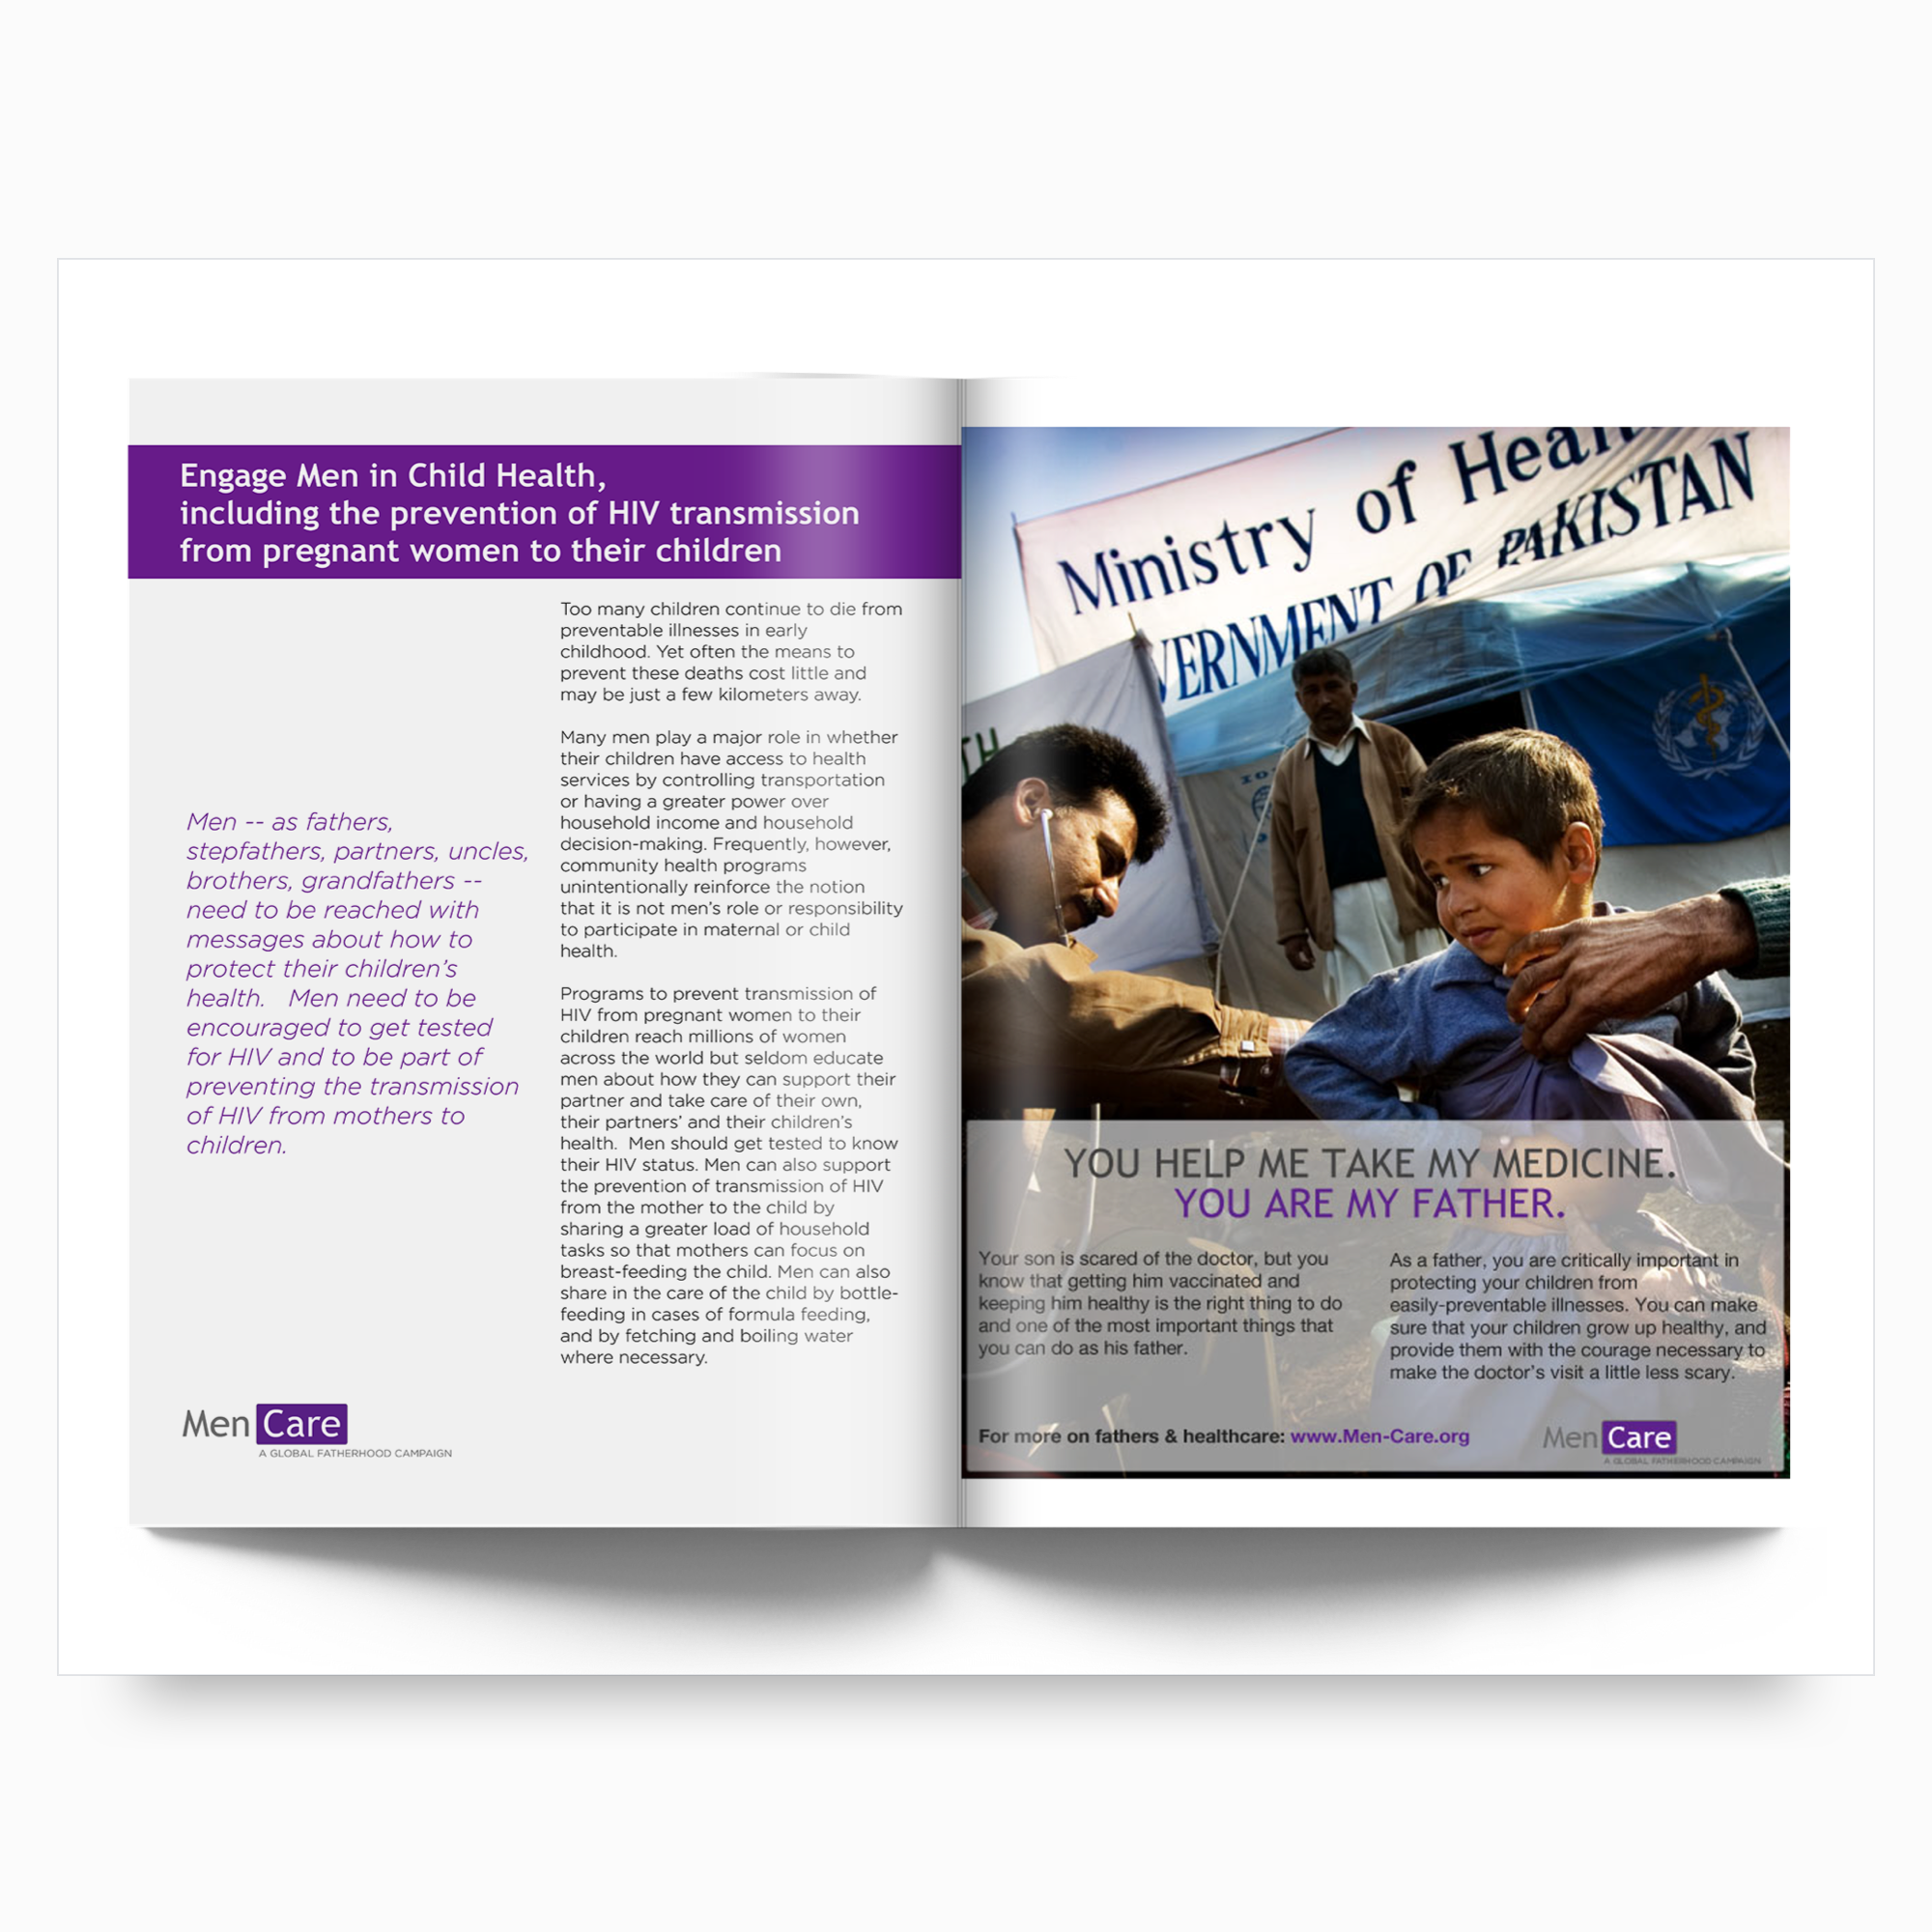 Engage Men in Child Health,
including the prevention of HIV transmission
from pregnant women to their children
Men -- as fathers,
stepfathers, partners, uncles,
brothers, grandfathers --
need to be reached with
messages about how to
protect their children's
health.   Men need to be
encouraged to get tested
for HIV and to be part of
preventing the transmission
of HIV from mothers to
children.
Too many children continue to die from
preventable illnesses in early
childhood. Yet often the means to
prevent these deaths cost little and
may be just a few kilometers away.
Many men play a major role in whether
their children have access to health
services by controlling transportation
or having a greater power over
household income and household
decision-making. Frequently, however,
community health programs
unintentionally reinforce the notion
that it is not men's role or responsibility
to participate in maternal or child
health.
Programs to prevent transmission of
HIV from pregnant women to their
children reach millions of women
across the world but seldom educate
men about how they can support their
partner and take care of their own,
their partners' and their children's
health.  Men should get tested to know
their HIV status. Men can also support
the prevention of transmission of HIV
from the mother to the child by
sharing a greater load of household
tasks so that mothers can focus on
breast-feeding the child. Men can also
share in the care of the child by bottle-
feeding in cases of formula feeding,
and by fetching and boiling water
where necessary.
Men Care
A GLOBAL FATHERHOOD CAMPAIGN
Ministry of Heal
VERNMENT OF PAKISTAN
TH
YOU HELP ME TAKE MY MEDICINE.
YOU ARE MY FATHER.
Your son is scared of the doctor, but you
know that getting him vaccinated and
keeping him healthy is the right thing to do
and one of the most important things that
you can do as his father.
As a father, you are critically important in
protecting your children from
easily-preventable illnesses. You can make
sure that your children grow up healthy, and
provide them with the courage necessary to
make the doctor's visit a little less scary.
For more on fathers & healthcare: www.Men-Care.org
Men Care
A GLOBAL FATHERHOOD CAMPAIGN